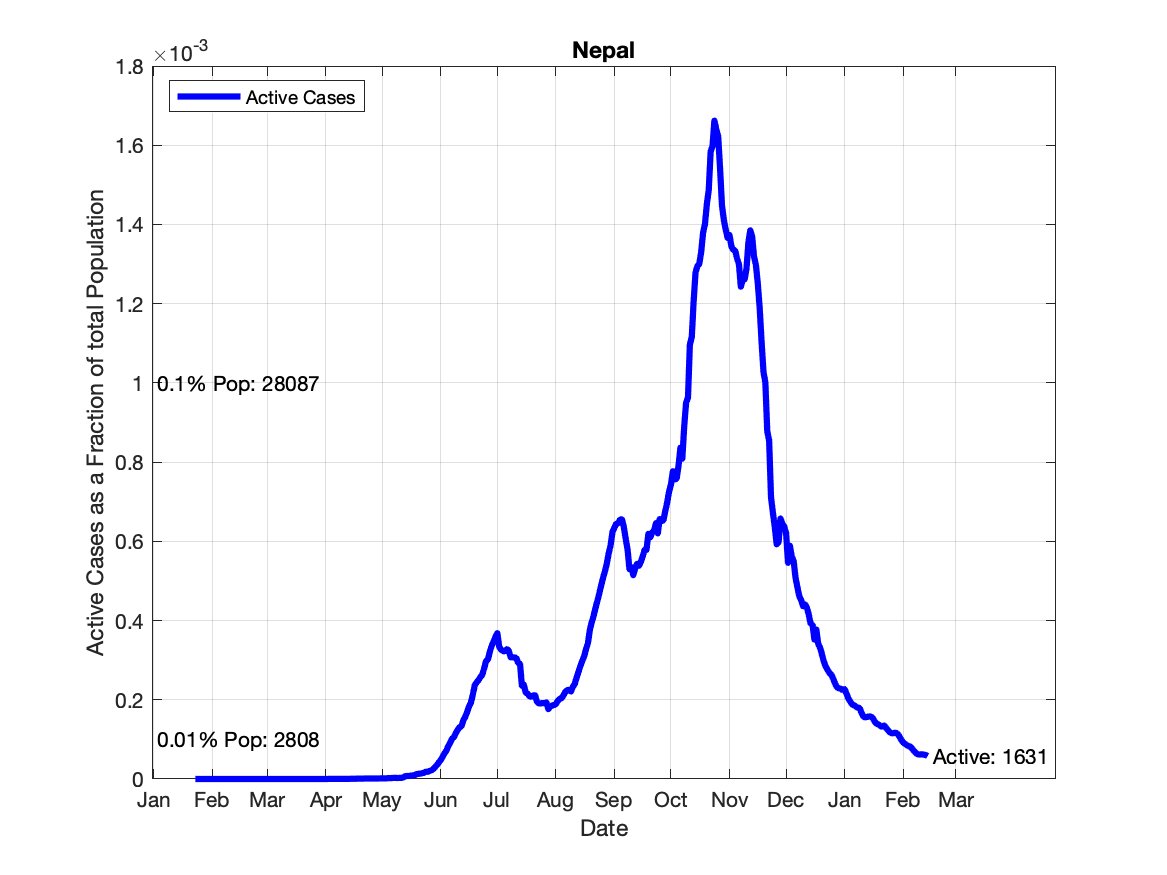 Nepal
×10-3
1.8
1.6
1.4
1.2
1
0.8
0.6
0.4
0.2
0
Active Cases as a Fraction of total Population
Active Cases
0.1% Pop: 28087
0.01% Pop: 2808
Active: 1631
Jan Feb Mar Apr May Jun Jul Aug Sep Oct Nov Dec Jan Feb Mar
Date